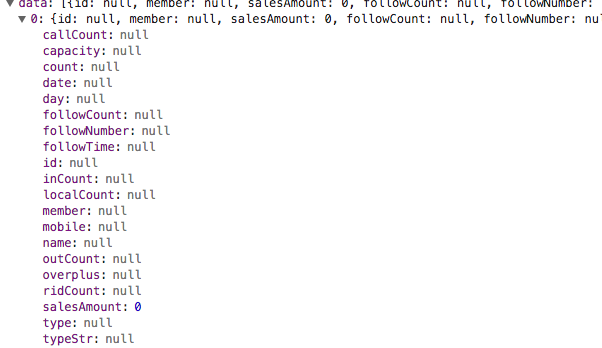 ▼ data: [{id: null, member: null, salesAmount: 0, followCount: null, followNumber:
▼ 0: {id: null, member: null, salesAmount: 0, followCount: null, followNumber: nu
callCount: null
capacity: null
count: null
date: null
day: null
followCount: null
followNumber: null
followTime: null
id: null
inCount: null
localCount: null
member: null
mobile: null
name: null
outCount: null
overplus: null
ridCount: null
salesAmount: 0
type: null
typeStr: null